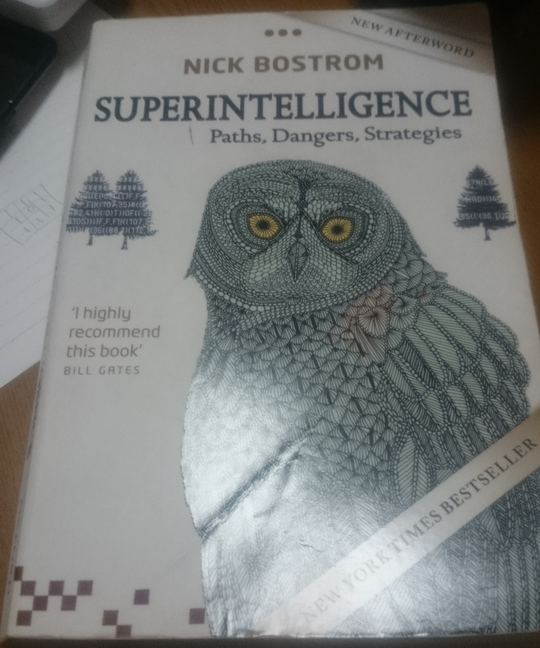 NEW AFTERWORD
NICK BOSTROM
SUPERINTELLIGENCE
Paths, Dangers, Strategies
'I highly
recommend
this book'
BILL GATES
NEW YORK TIMES BESTSELLER